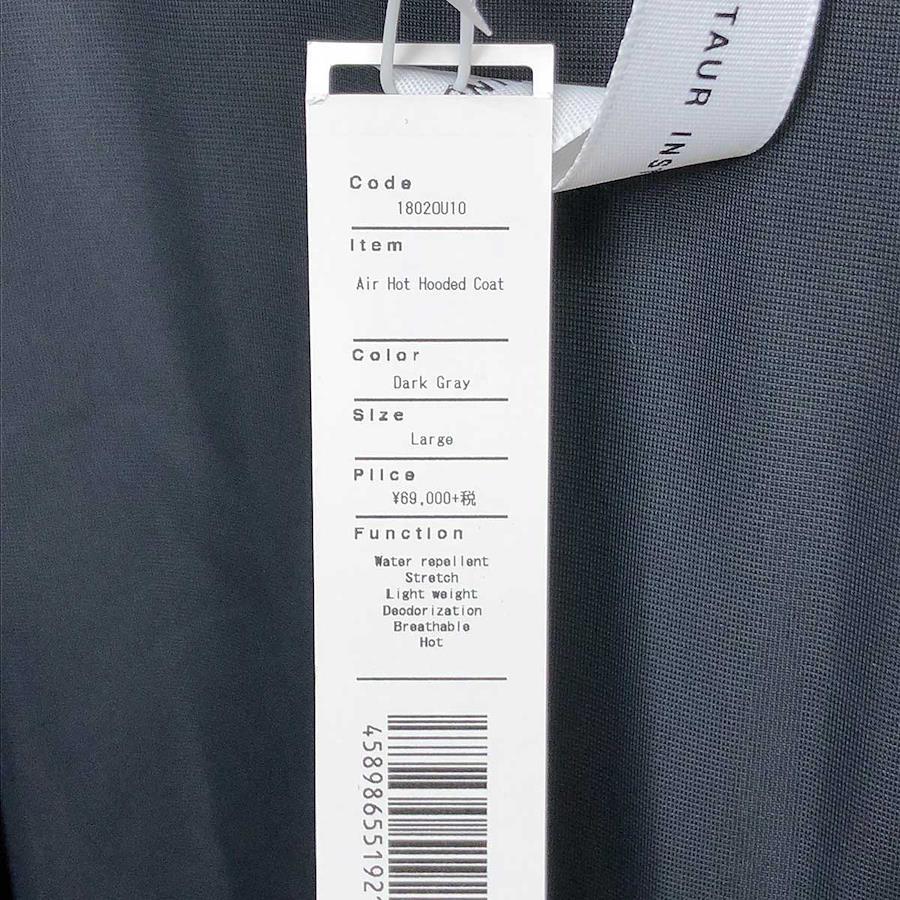 TAUR INS
Code
18020U10
Item
Air Hot Hooded Coat
Color
Dark Gray
Size
Large
Plice
¥69,000+税
Function
Water repellent
Stretch
Light weight
Deodorization
Breathable
Hot
45898655192